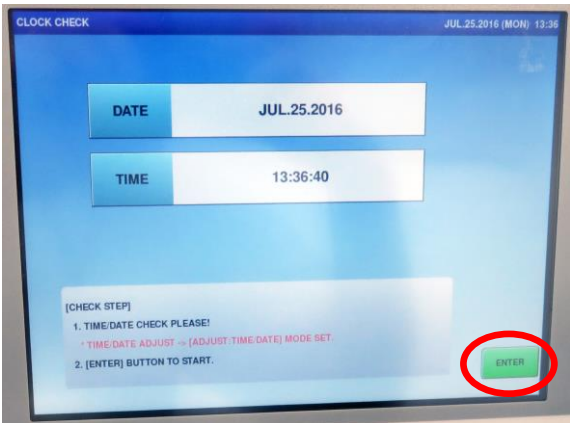 CLOCK CHECK
JUL.25.2016 (MON) 13:36
DATE
JUL.25.2016
TIME
13:36:40
[CHECK STEP]
1. TIME/DATE CHECK PLEASE!
* TIME/DATE ADJUST -> [ADJUST:TIME:DATE] MODE SET.
2. [ENTER] BUTTON TO START.
ENTER